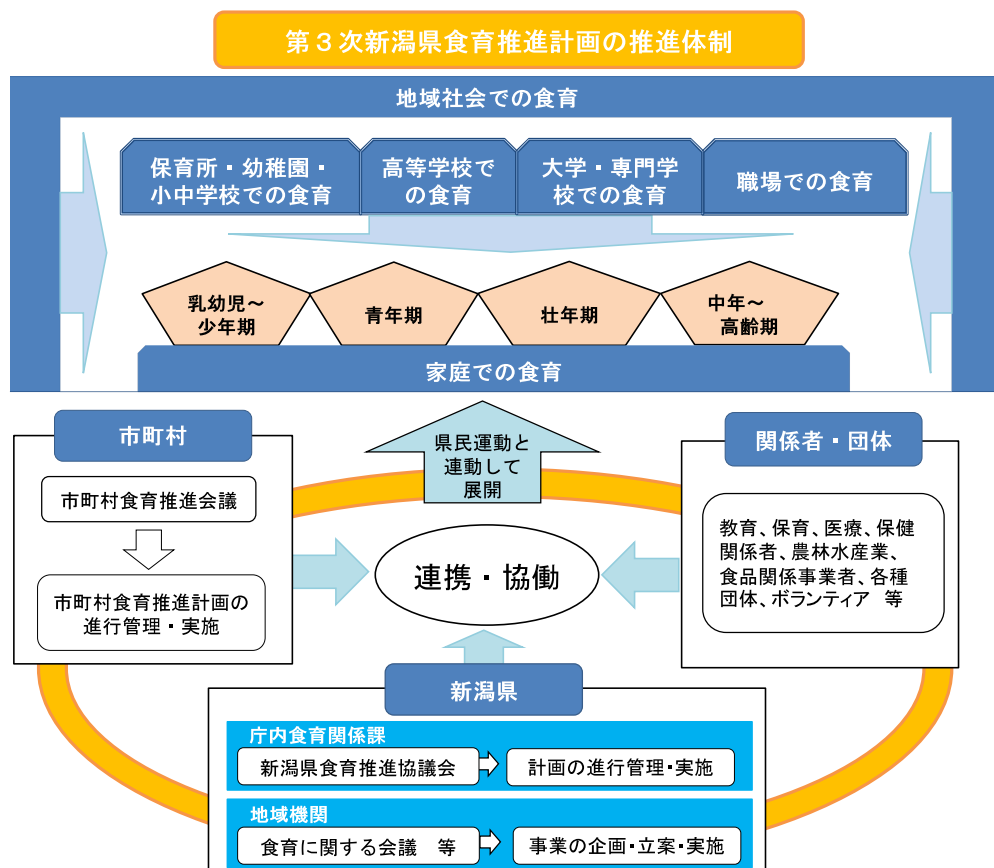 第３次新潟県食育推進計画の推進体制
地域社会での食育
保育所・幼稚園・
小中学校での食育
高等学校で
の食育
大学・専門学
校での食育
職場での食育
乳幼児～
少年期
青年期
壮年期
中年～
高齢期
家庭での食育
県民運動と
連動して
展開
市町村
市町村食育推進会議
市町村食育推進計画の
進行管理・実施
連携・協働
関係者・団体
教育、保育、医療、保健
関係者、農林水産業、
食品関係事業者、各種
団体、ボランティア　等
新潟県
庁内食育関係課
新潟県食育推進協議会
計画の進行管理・実施
地域機関
食育に関する会議　等
事業の企画・立案・実施